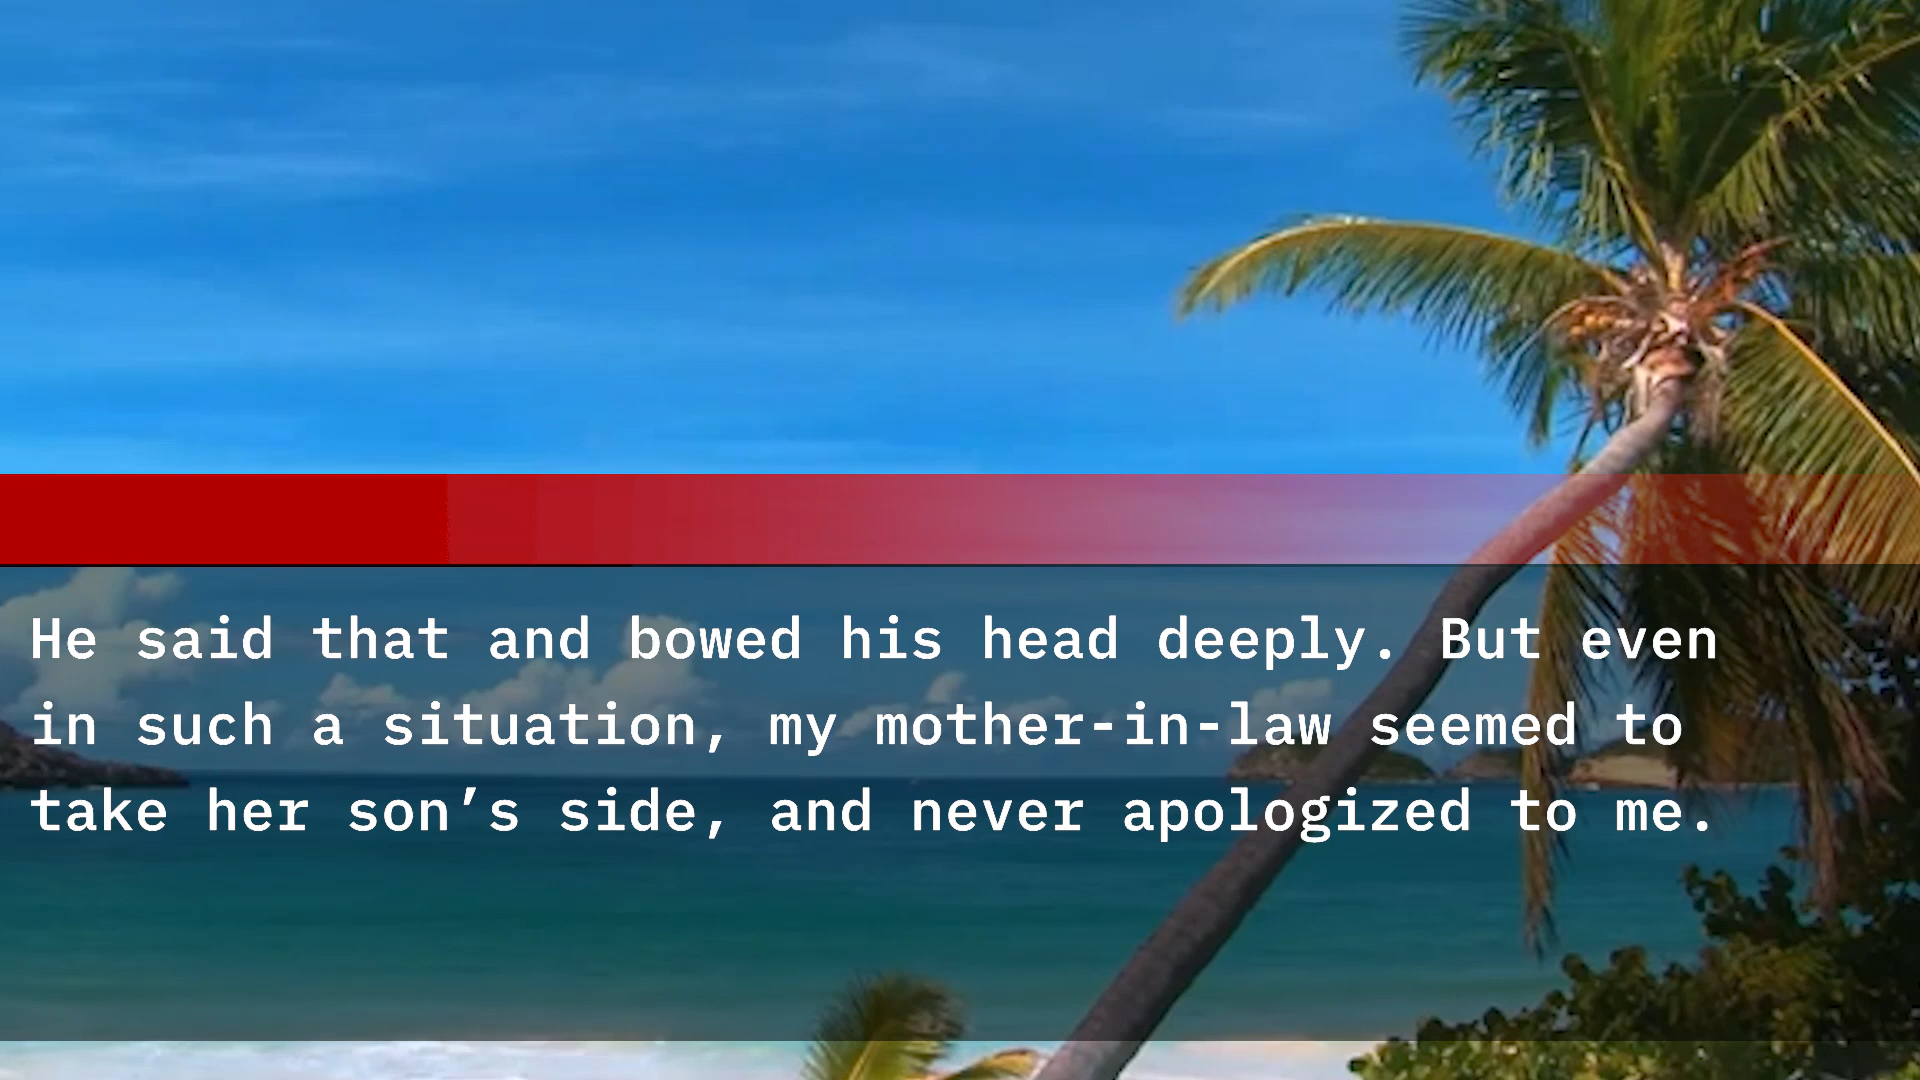 He said that and bowed his head deeply. But even
in such a situation, my mother-in-law seemed to
take her son’s side, and never apologized to me.